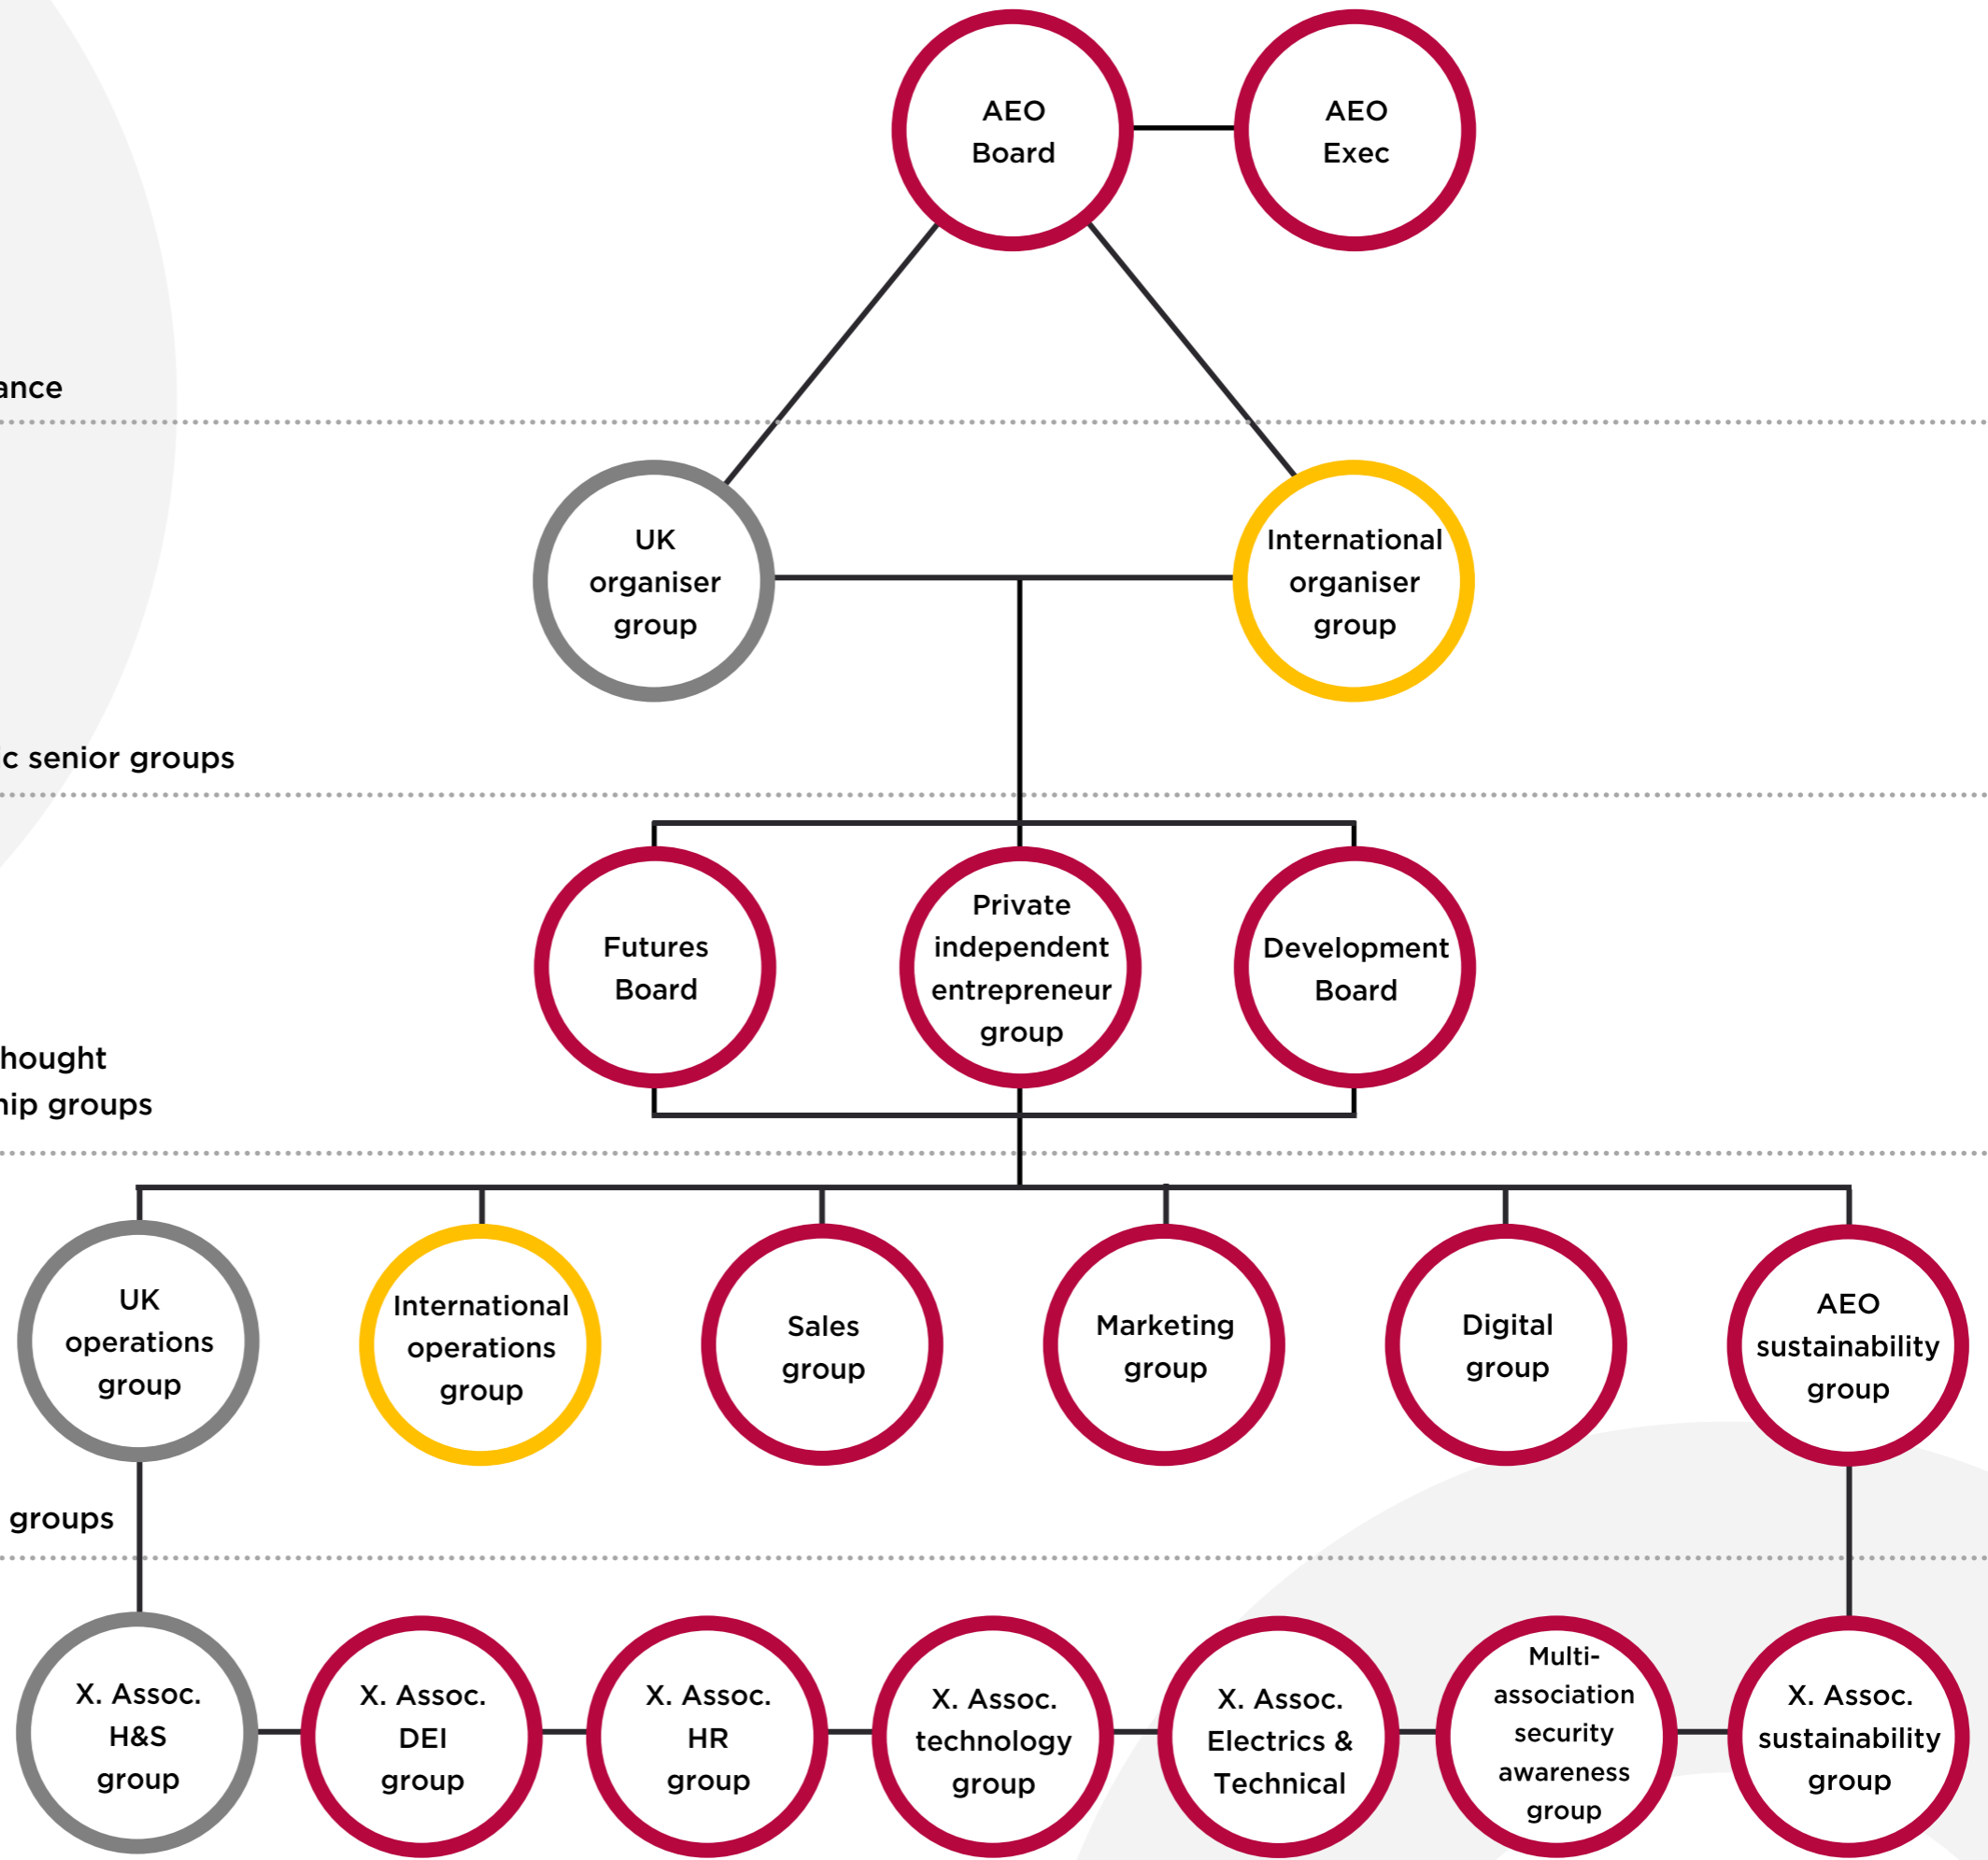 AEO
Board
AEO
Exec
ance
UK
organiser
group
International
organiser
group
c senior groups
Futures
Board
Private
independent
entrepreneur
group
Development
Board
hought
hip groups
UK
operations
group
International
operations
group
Sales
group
Marketing
group
Digital
group
AEO
sustainability
group
groups
X. Assoc.
H&S
group
X. Assoc.
DEI
group
X. Assoc.
HR
group
X. Assoc.
technology
group
X. Assoc.
Electrics &
Technical
Multi-
association
security
awareness
group
X. Assoc.
sustainability
group